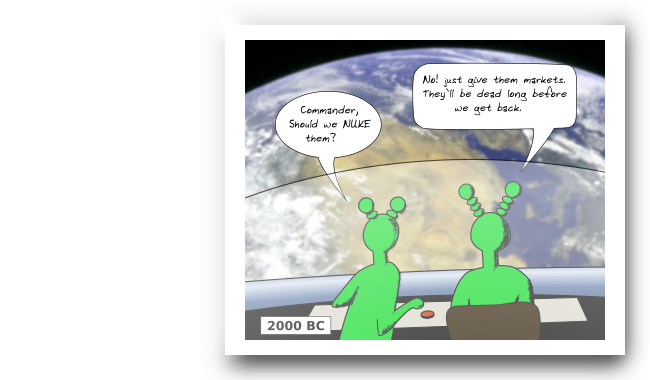 Commander,
Should we NUKE
them?
No! just give them markets.
They'll be dead long before
we get back.
2000 BC